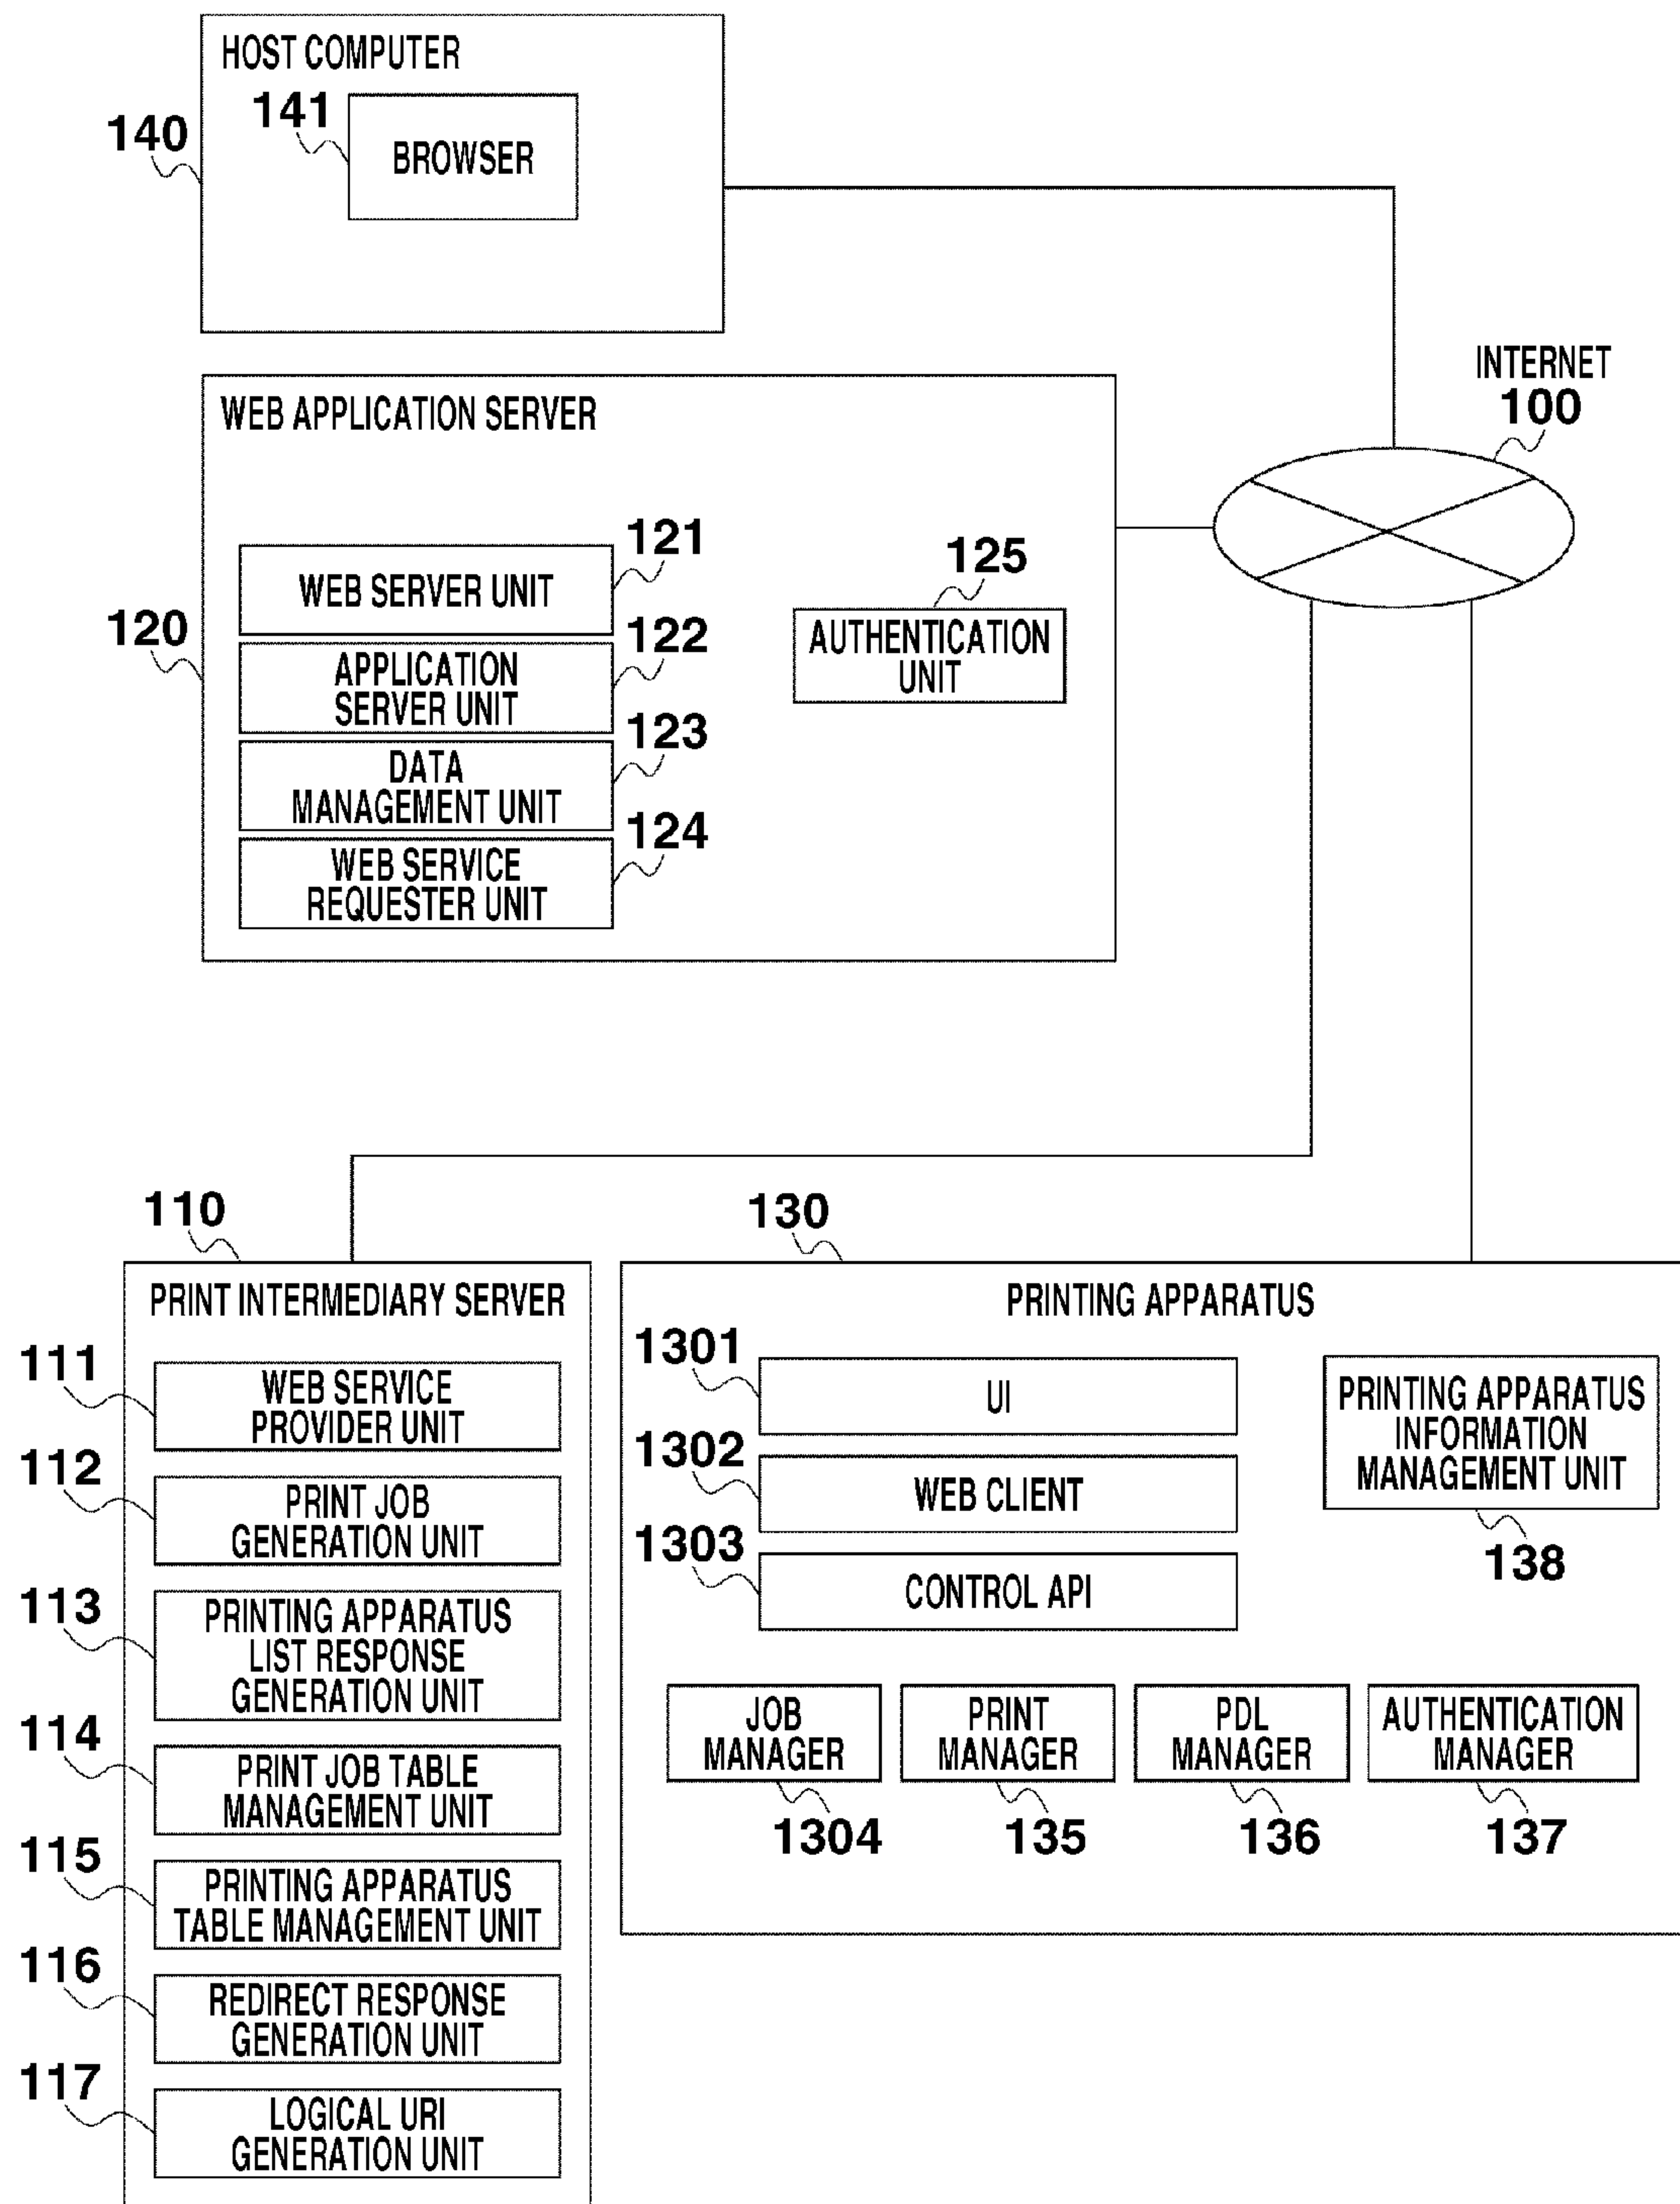 HOST COMPUTER
141
140
BROWSER
INTERNET
100
WEB APPLICATION SERVER
121
125
WEB SERVER UNIT
120
122
AUTHENTICATION
UNIT
APPLICATION
SERVER UNIT
123
DATA
MANAGEMENT UNIT
124
WEB SERVICE
REQUESTER UNIT
110
130
PRINT INTERMEDIARY SERVER
111
WEB SERVICE
PROVIDER UNIT
112
PRINT JOB
GENERATION UNIT
113
PRINTING APPARATUS
LIST RESPONSE
GENERATION UNIT
114
PRINT JOB TABLE
MANAGEMENT UNIT
115
PRINTING APPARATUS
TABLE MANAGEMENT UNIT
116
REDIRECT RESPONSE
GENERATION UNIT
117
LOGICAL URI
GENERATION UNIT
PRINTING APPARATUS
1301
UI
1302
WEB CLIENT
1303
CONTROL API
PRINTING APPARATUS
INFORMATION
MANAGEMENT UNIT
138
JOB
MANAGER
1304
PRINT
MANAGER
135
PDL
MANAGER
136
AUTHENTICATION
MANAGER
137